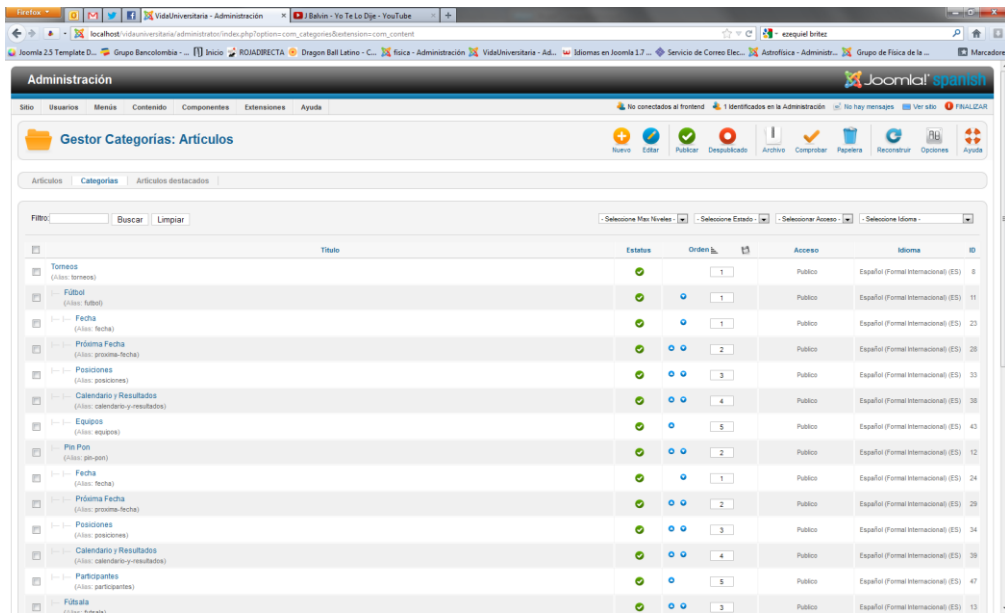 Firefox
VidaUniversitaria - Administración
J Balvin - Yo Te Lo Dije - YouTube
localhost/vidauniversitaria/administrator/index.php?option=com_categories&extension=com_content
ezequiel britez
Joomla 2.5 Template D... Grupo Bancolombia - ... Inicio ROJADIRECTA Dragon Ball Latino - C... fisica - Administración VidaUniversitaria - Ad... Idiomas en Joomla 1.7 ... Servicio de Correo Elec... Astrofísica - Administr... Grupo de Física de la ... Marcadores
Administración
Joomla! spanish
Sitio Usuarios Menús Contenido Componentes Extensiones Ayuda
No conectados al frontend 1 Identificados en la Administración No hay mensajes Ver sitio FINALIZAR
Gestor Categorías: Artículos
Nuevo Editar Publicar Despublicado Archivo Comprobar Papelera Reconstruir Opciones Ayuda
Artículos Categorías Artículos destacados
Filtro: Buscar Limpiar
- Seleccione Max Niveles - - Seleccione Estado - - Seleccionar Acceso - - Seleccione Idioma -
Título Estatus Orden Acceso Idioma ID
Torneos
(Alias: torneos)
1 Publico Español (Formal Internacional) (ES) 8
|— Fútbol
(Alias: futbol)
1 Publico Español (Formal Internacional) (ES) 11
|— |— Fecha
(Alias: fecha)
1 Publico Español (Formal Internacional) (ES) 23
|— |— Próxima Fecha
(Alias: proxima-fecha)
2 Publico Español (Formal Internacional) (ES) 28
|— |— Posiciones
(Alias: posiciones)
3 Publico Español (Formal Internacional) (ES) 33
|— |— Calendario y Resultados
(Alias: calendario-y-resultados)
4 Publico Español (Formal Internacional) (ES) 38
|— |— Equipos
(Alias: equipos)
5 Publico Español (Formal Internacional) (ES) 43
|— Pin Pon
(Alias: pin-pon)
2 Publico Español (Formal Internacional) (ES) 12
|— |— Fecha
(Alias: fecha)
1 Publico Español (Formal Internacional) (ES) 24
|— |— Próxima Fecha
(Alias: proxima-fecha)
2 Publico Español (Formal Internacional) (ES) 29
|— |— Posiciones
(Alias: posiciones)
3 Publico Español (Formal Internacional) (ES) 34
|— |— Calendario y Resultados
(Alias: calendario-y-resultados)
4 Publico Español (Formal Internacional) (ES) 39
|— |— Participantes
(Alias: participantes)
5 Publico Español (Formal Internacional) (ES) 47
|— Fútsala
(Alias: futsala)
3 Publico Español (Formal Internacional) (ES) 13